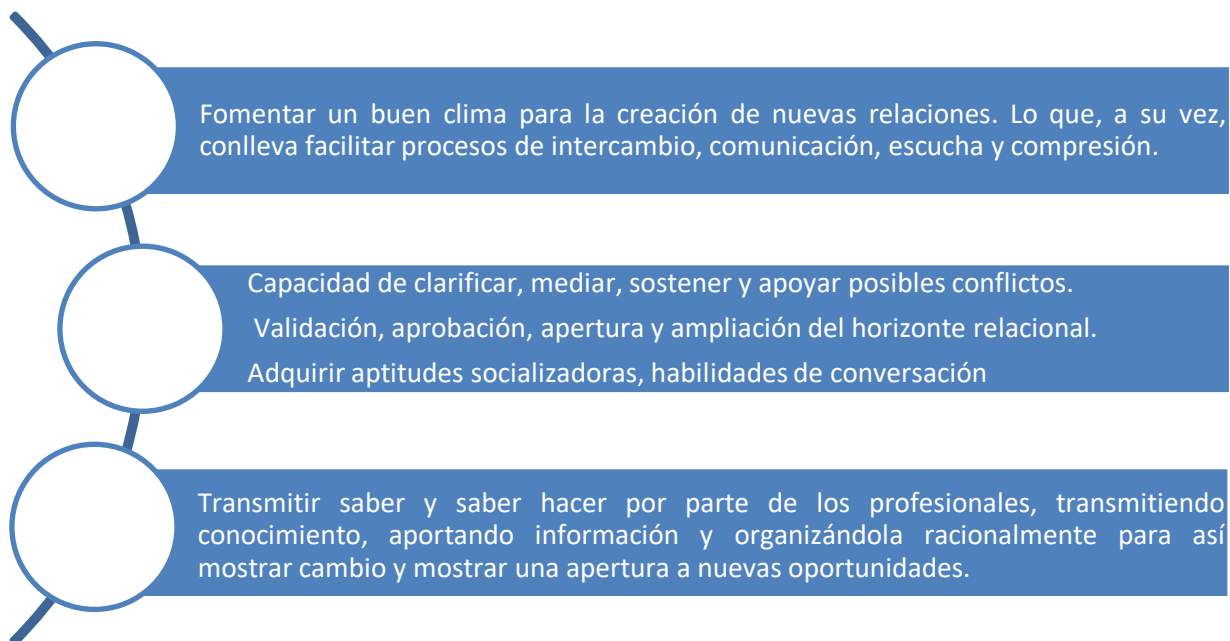 Fomentar un buen clima para la creación de nuevas relaciones. Lo que, a su vez,
conlleva facilitar procesos de intercambio, comunicación, escucha y compresión.
Capacidad de clarificar, mediar, sostener y apoyar posibles conflictos.
Validación, aprobación, apertura y ampliación del horizonte relacional.
Adquirir aptitudes socializadoras, habilidades de conversación
Transmitir saber y saber hacer por parte de los profesionales, transmitiendo
conocimiento, aportando información y organizándola racionalmente para así
mostrar cambio y mostrar una apertura a nuevas oportunidades.